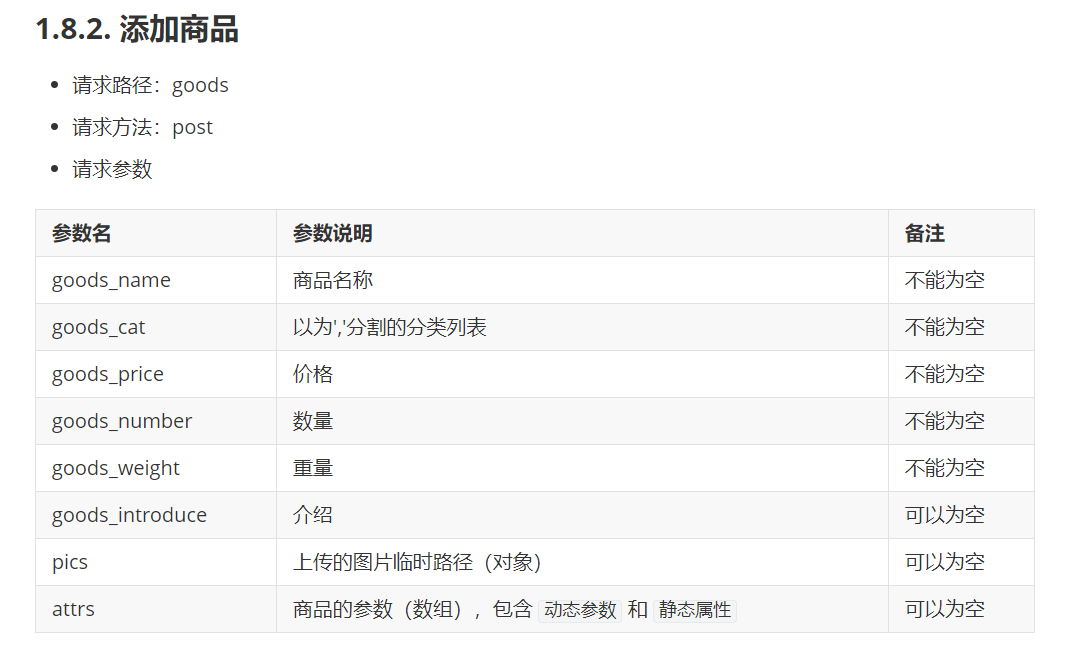 1.8.2. 添加商品
请求路径：goods
请求方法：post
请求参数
参数名 参数说明 备注
goods_name 商品名称 不能为空
goods_cat 以为','分割的分类列表 不能为空
goods_price 价格 不能为空
goods_number 数量 不能为空
goods_weight 重量 不能为空
goods_introduce 介绍 可以为空
pics 上传的图片临时路径（对象） 可以为空
attrs 商品的参数（数组），包含 动态参数 和 静态属性 可以为空